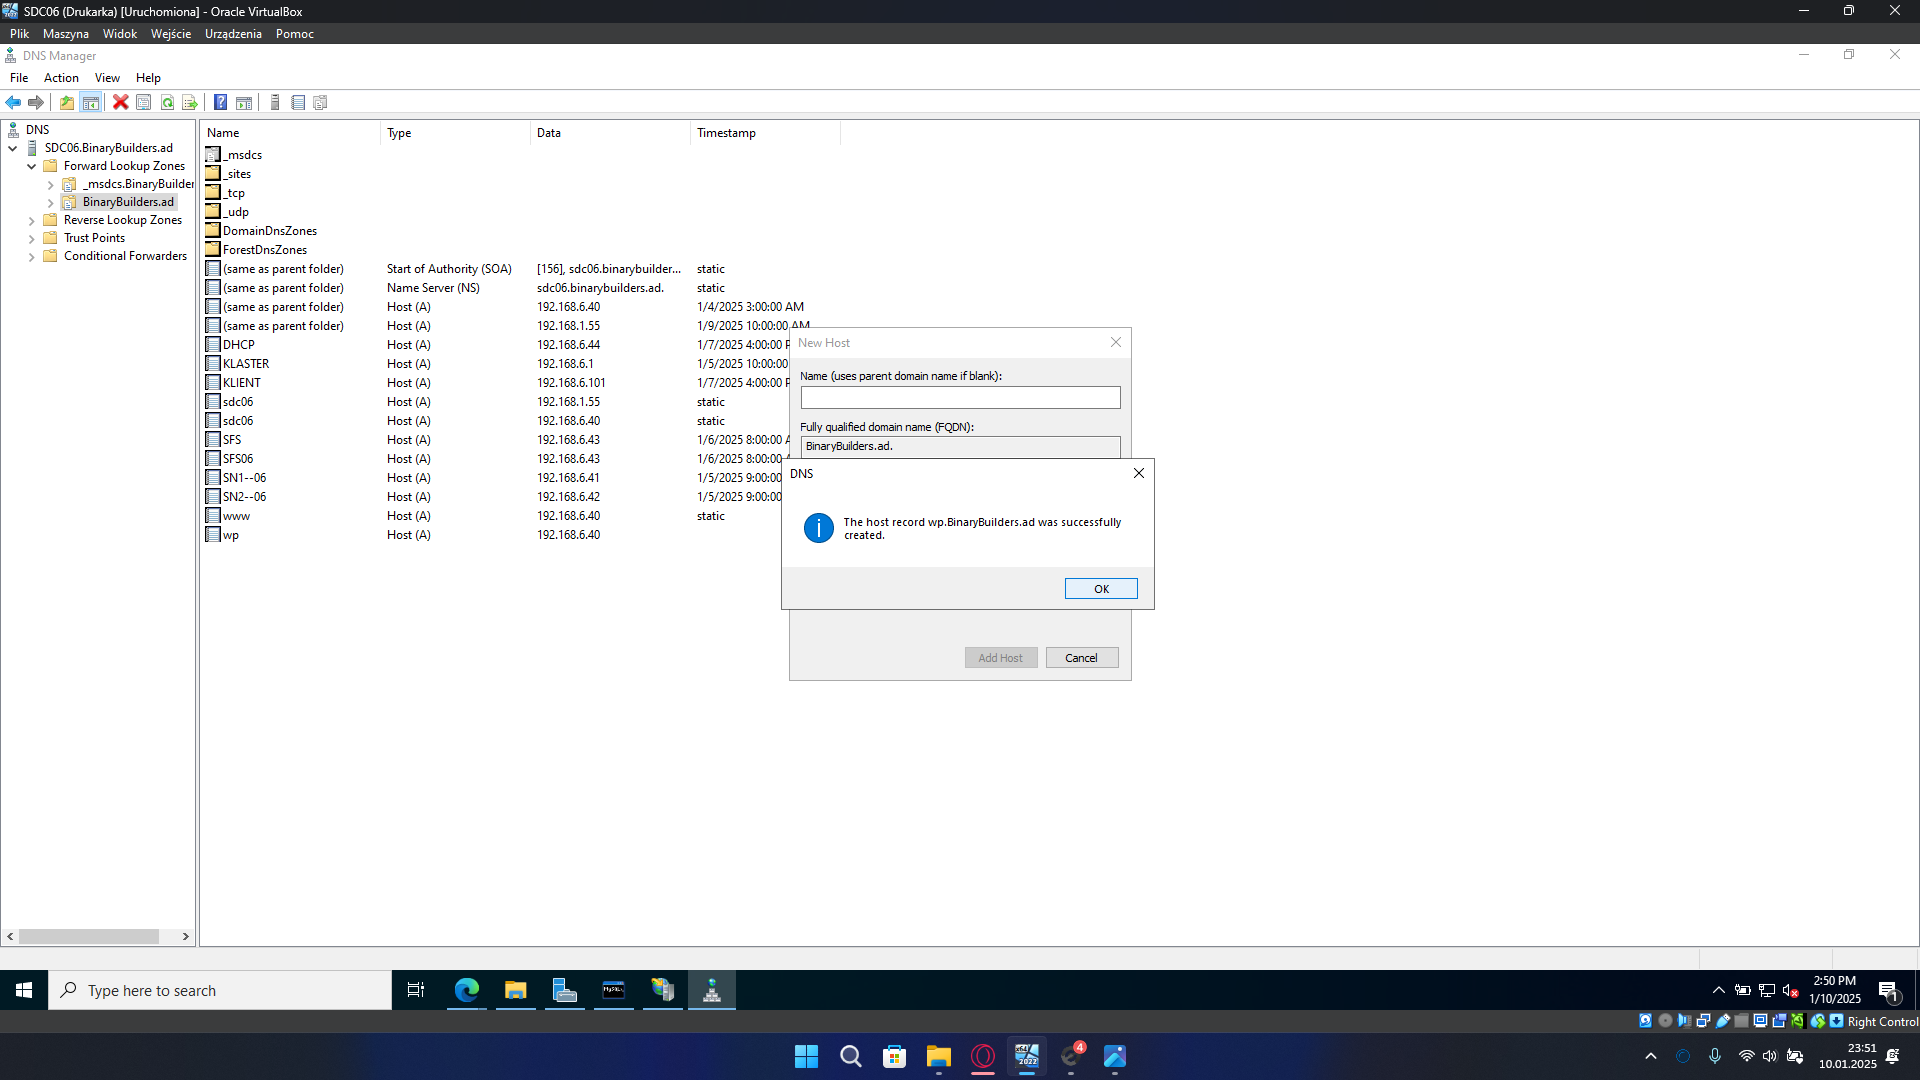 SDC06 (Drukarka) [Uruchomiona] - Oracle VirtualBox
Plik Maszyna Widok Wejście Urządzenia Pomoc
DNS Manager
File Action View Help
DNS
SDC06.BinaryBuilders.ad
Forward Lookup Zones
_msdcs.BinaryBuilder
BinaryBuilders.ad
Reverse Lookup Zones
Trust Points
Conditional Forwarders
Name Type Data Timestamp
_msdcs
_sites
_tcp
_udp
DomainDnsZones
ForestDnsZones
(same as parent folder) Start of Authority (SOA) [156], sdc06.binarybuilder... static
(same as parent folder) Name Server (NS) sdc06.binarybuilders.ad. static
(same as parent folder) Host (A) 192.168.6.40 1/4/2025 3:00:00 AM
(same as parent folder) Host (A) 192.168.1.55 1/9/2025 10:00:00 AM
DHCP Host (A) 192.168.6.44 1/7/2025 4:00:00
KLASTER Host (A) 192.168.6.1 1/5/2025 10:00:00
KLIENT Host (A) 192.168.6.101 1/7/2025 4:00:00
sdc06 Host (A) 192.168.1.55 static
sdc06 Host (A) 192.168.6.40 static
SFS Host (A) 192.168.6.43 1/6/2025 8:00:00
SFS06 Host (A) 192.168.6.43 1/6/2025 8:00:00
SN1--06 Host (A) 192.168.6.41 1/5/2025 9:00:00
SN2--06 Host (A) 192.168.6.42 1/5/2025 9:00:00
www Host (A) 192.168.6.40 static
wp Host (A) 192.168.6.40
New Host
Name (uses parent domain name if blank):
Fully qualified domain name (FQDN):
BinaryBuilders.ad.
DNS
The host record wp.BinaryBuilders.ad was successfully
created.
OK
Add Host Cancel
Type here to search
2:50 PM
1/10/2025
1
Right Control
4
23:51
10.01.2025